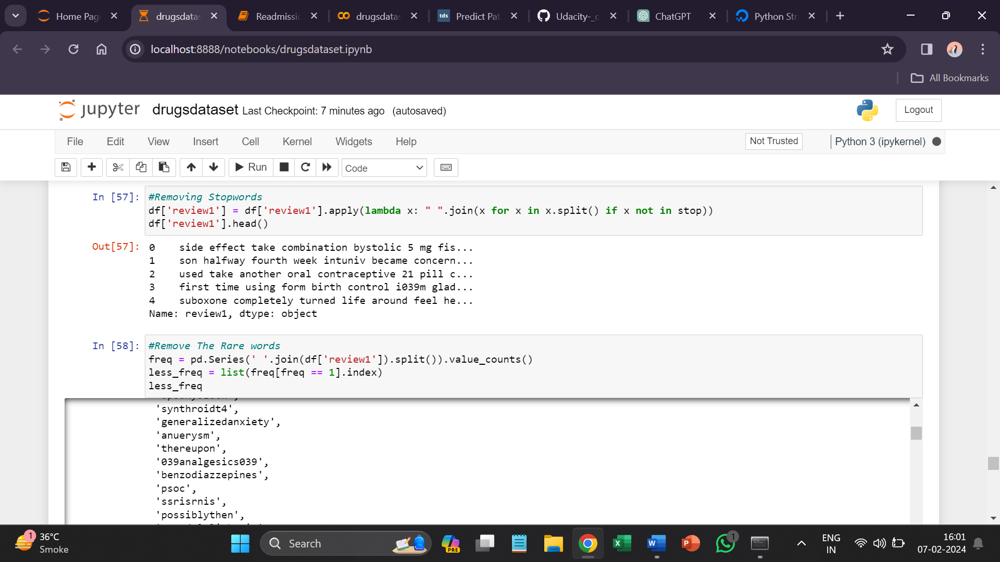 Home Pag
drugsdatas
Readmissic
drugsdatas
tds
Predict Pat
Udacity-_c
ChatGPT
Python Str
localhost:8888/notebooks/drugsdataset.ipynb
All Bookmarks
jupyter drugsdataset Last Checkpoint: 7 minutes ago (autosaved)
Logout
File Edit View Insert Cell Kernel Widgets Help
Not Trusted
Python 3 (ipykernel)
Run
Code
In [57]: #Removing Stopwords
df['review1'] = df['review1'].apply(lambda x: " ".join(x for x in x.split() if x not in stop))
df['review1'].head()
Out[57]: 0 side effect take combination bystolic 5 mg fis...
1 son halfway fourth week intuniv became concern...
2 used take another oral contraceptive 21 pill c...
3 first time using form birth control i039m glad...
4 suboxone completely turned life around feel he...
Name: review1, dtype: object
In [58]: #Remove The Rare words
freq = pd.Series(' '.join(df['review1']).split()).value_counts()
less_freq = list(freq[freq == 1].index)
less_freq
'synthroidt4',
'generalizedanxiety',
'anuerysm',
'thereupon',
'039analgesics039',
'benzodiazzepines',
'psoc',
'ssrisrnis',
'possiblythen',
1
36°C
Smoke
Search
PRE
1
ENG
IN
16:01
07-02-2024